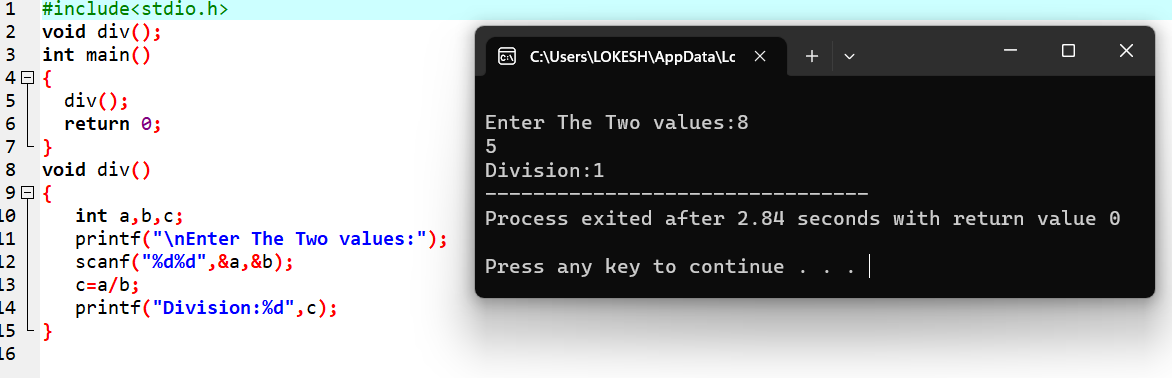 1 #include<stdio.h>
2 void div();
3 int main()
4 {
5 div();
6 return 0;
7 }
8 void div()
9 {
10 int a,b,c;
11 printf("\nEnter The Two values:");
12 scanf("%d%d",&a,&b);
13 c=a/b;
14 printf("Division:%d",c);
15 }
16
C:\Users\LOKESH\AppData\Lc
Enter The Two values:8
5
Division:1
--------------------------------
Process exited after 2.84 seconds with return value 0
Press any key to continue . . .